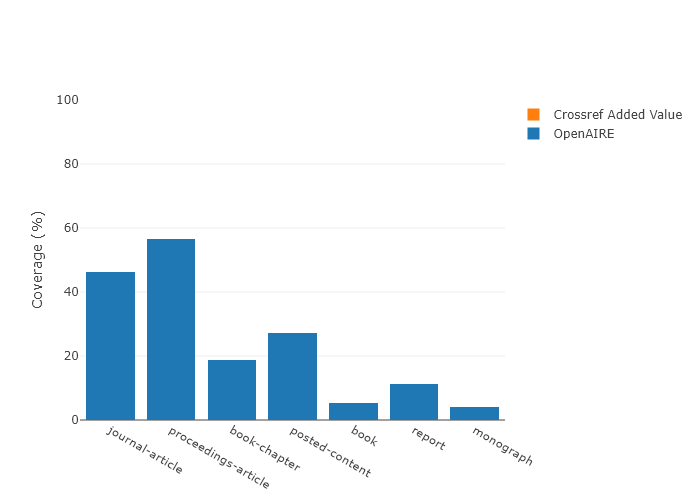 100
80
60
40
20
0
Coverage (%)
journal-article
proceedings-article
book-chapter
posted-content
book
report
monograph
Crossref Added Value
OpenAIRE